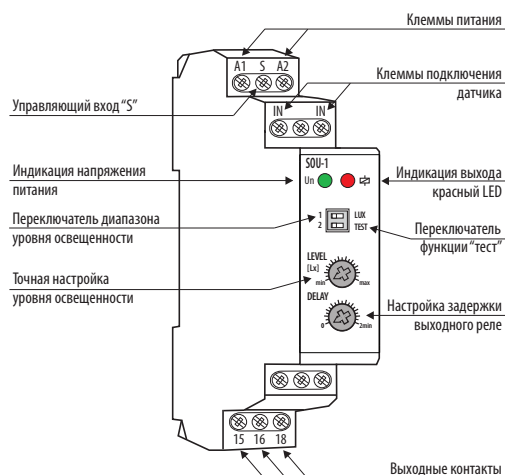 Клеммы питания
A1 S A2
Клеммы подключения
датчика
Управляющий вход "S"
IN IN
SOU-1
Индикация напряжения
питания
Un
Индикация выхода
красный LED
Переключатель диапазона
уровня освещенности
1 LUX
2 TEST
Переключатель
функции "тест"
LEVEL
[Lx]
min max
Точная настройка
уровня освещенности
DELAY
0 2min
Настройка задержки
выходного реле
15 16 18
Выходные контакты